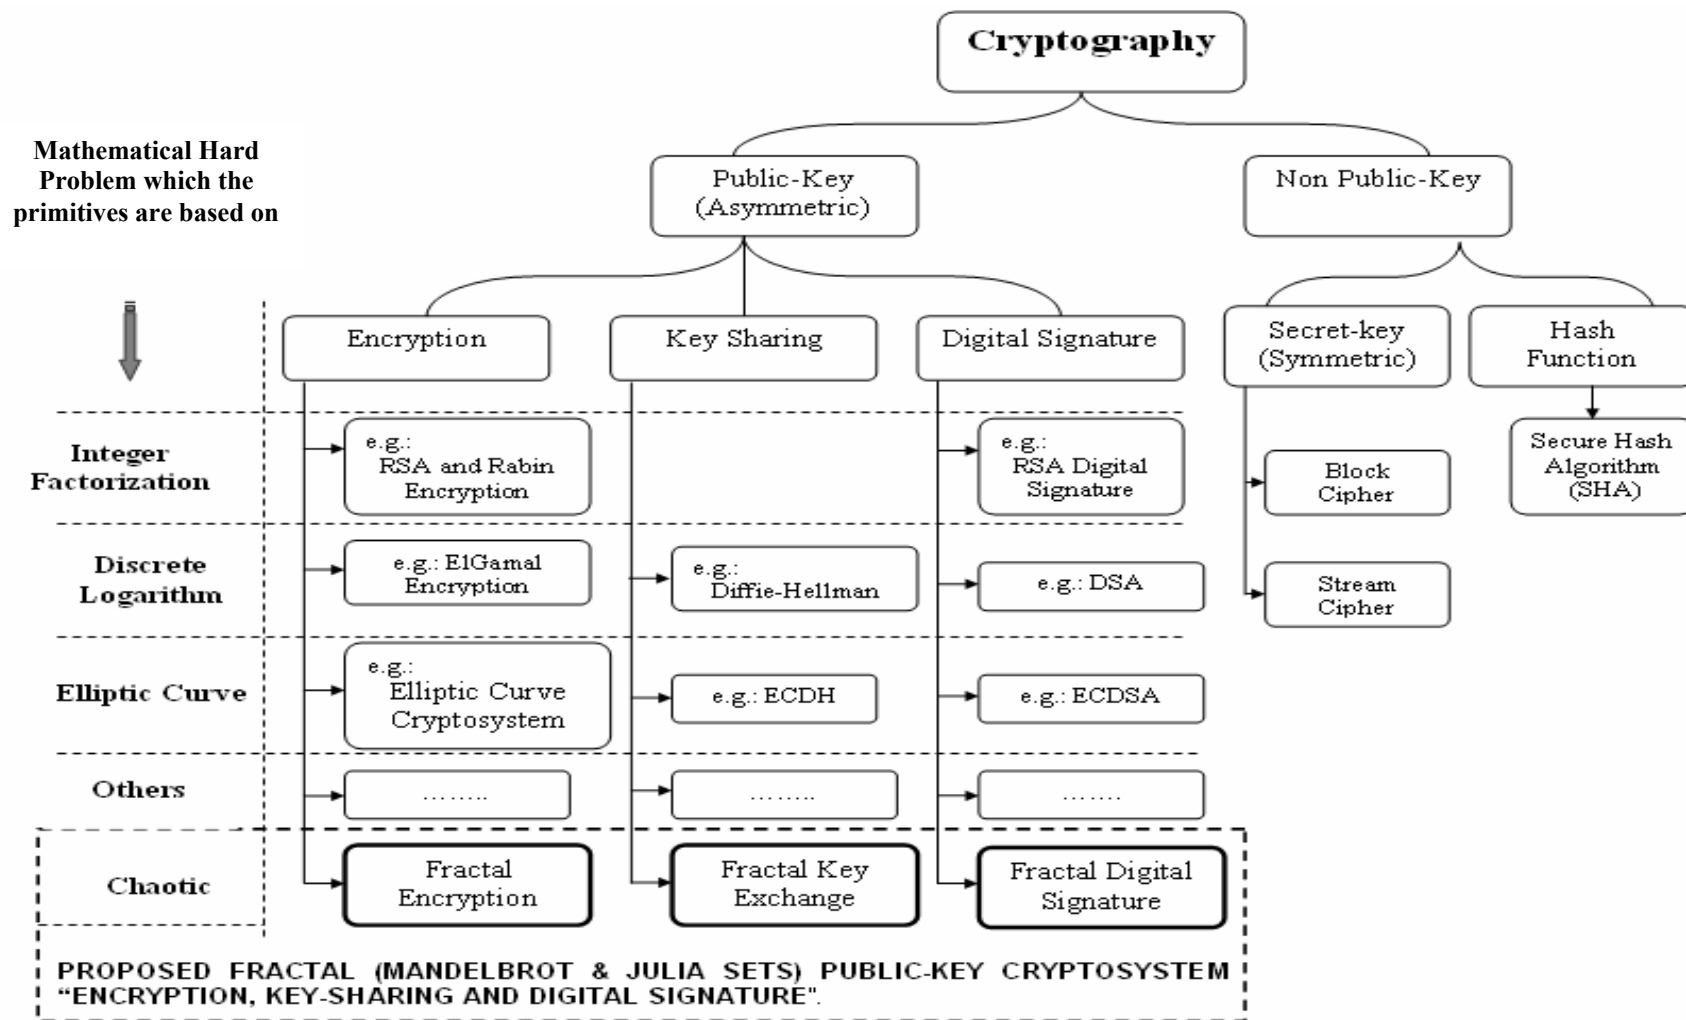 Cryptography
Mathematical Hard
Problem which the
primitives are based on
Public-Key
(Asymmetric)
Non Public-Key
Encryption
Key Sharing
Digital Signature
Secret-key
(Symmetric)
Hash
Function
Integer
Factorization
e.g.:
RSA and Rabin
Encryption
e.g.:
RSA Digital
Signature
Block
Cipher
Secure Hash
Algorithm
(SHA)
Discrete
Logarithm
e.g.: ElGamal
Encryption
e.g.:
Diffie-Hellman
e.g.: DSA
Stream
Cipher
Elliptic Curve
e.g.:
Elliptic Curve
Cryptosystem
e.g.: ECDH
e.g.: ECDSA
Others
........
........
.......
Chaotic
Fractal
Encryption
Fractal Key
Exchange
Fractal Digital
Signature
PROPOSED FRACTAL (MANDELBROT & JULIA SETS) PUBLIC-KEY CRYPTOSYSTEM
“ENCRYPTION, KEY-SHARING AND DIGITAL SIGNATURE".